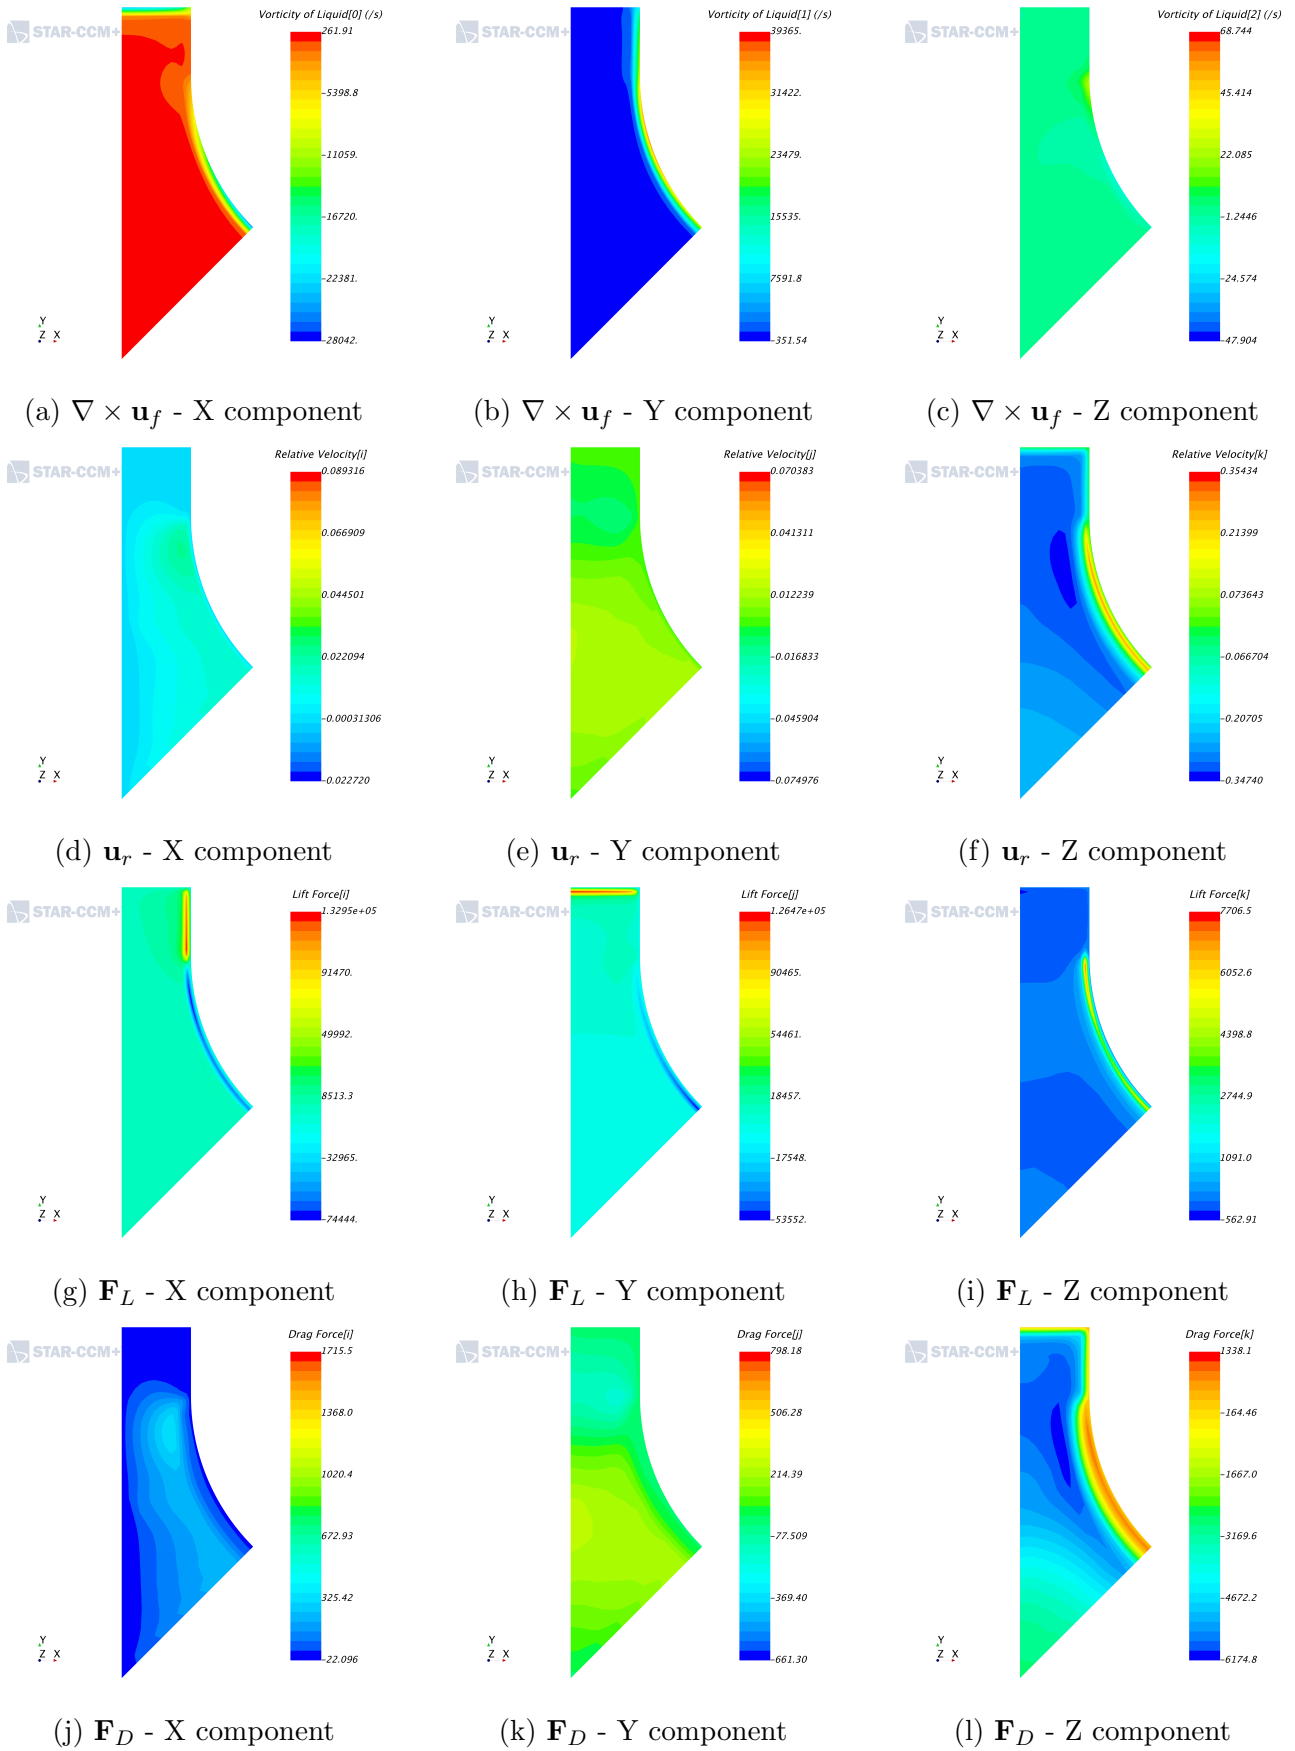 Vorticity of Liquid[0] (/s)
STAR-CCM+
261.91
-5398.8
-11059.
-16720.
-22381.
-28042.
Y
Z X
(a) ∇ × u_f - X component
Vorticity of Liquid[1] (/s)
STAR-CCM+
39365.
31422.
23479.
15535.
7591.8
-351.54
Y
Z X
(b) ∇ × u_f - Y component
Vorticity of Liquid[2] (/s)
STAR-CCM+
68.744
45.414
22.085
-1.2446
-24.574
-47.904
Y
Z X
(c) ∇ × u_f - Z component
Relative Velocity[i]
STAR-CCM+
0.089316
0.066909
0.044501
0.022094
-0.00031306
-0.022720
Y
Z X
(d) u_r - X component
Relative Velocity[j]
STAR-CCM+
0.070383
0.041311
0.012239
-0.016833
-0.045904
-0.074976
Y
Z X
(e) u_r - Y component
Relative Velocity[k]
STAR-CCM+
0.35434
0.21399
0.073643
-0.066704
-0.20705
-0.34740
Y
Z X
(f) u_r - Z component
Lift Force[i]
STAR-CCM+
1.3295e+05
91470.
49992.
8513.3
-32965.
-74444.
Y
Z X
(g) F_L - X component
Lift Force[j]
STAR-CCM+
1.2647e+05
90465.
54461.
18457.
-17548.
-53552.
Y
Z X
(h) F_L - Y component
Lift Force[k]
STAR-CCM+
7706.5
6052.6
4398.8
2744.9
1091.0
-562.91
Y
Z X
(i) F_L - Z component
Drag Force[i]
STAR-CCM+
1715.5
1368.0
1020.4
672.93
325.42
-22.096
Y
Z X
(j) F_D - X component
Drag Force[j]
STAR-CCM+
798.18
506.28
214.39
-77.509
-369.40
-661.30
Y
Z X
(k) F_D - Y component
Drag Force[k]
STAR-CCM+
1338.1
-164.46
-1667.0
-3169.6
-4672.2
-6174.8
Y
Z X
(l) F_D - Z component